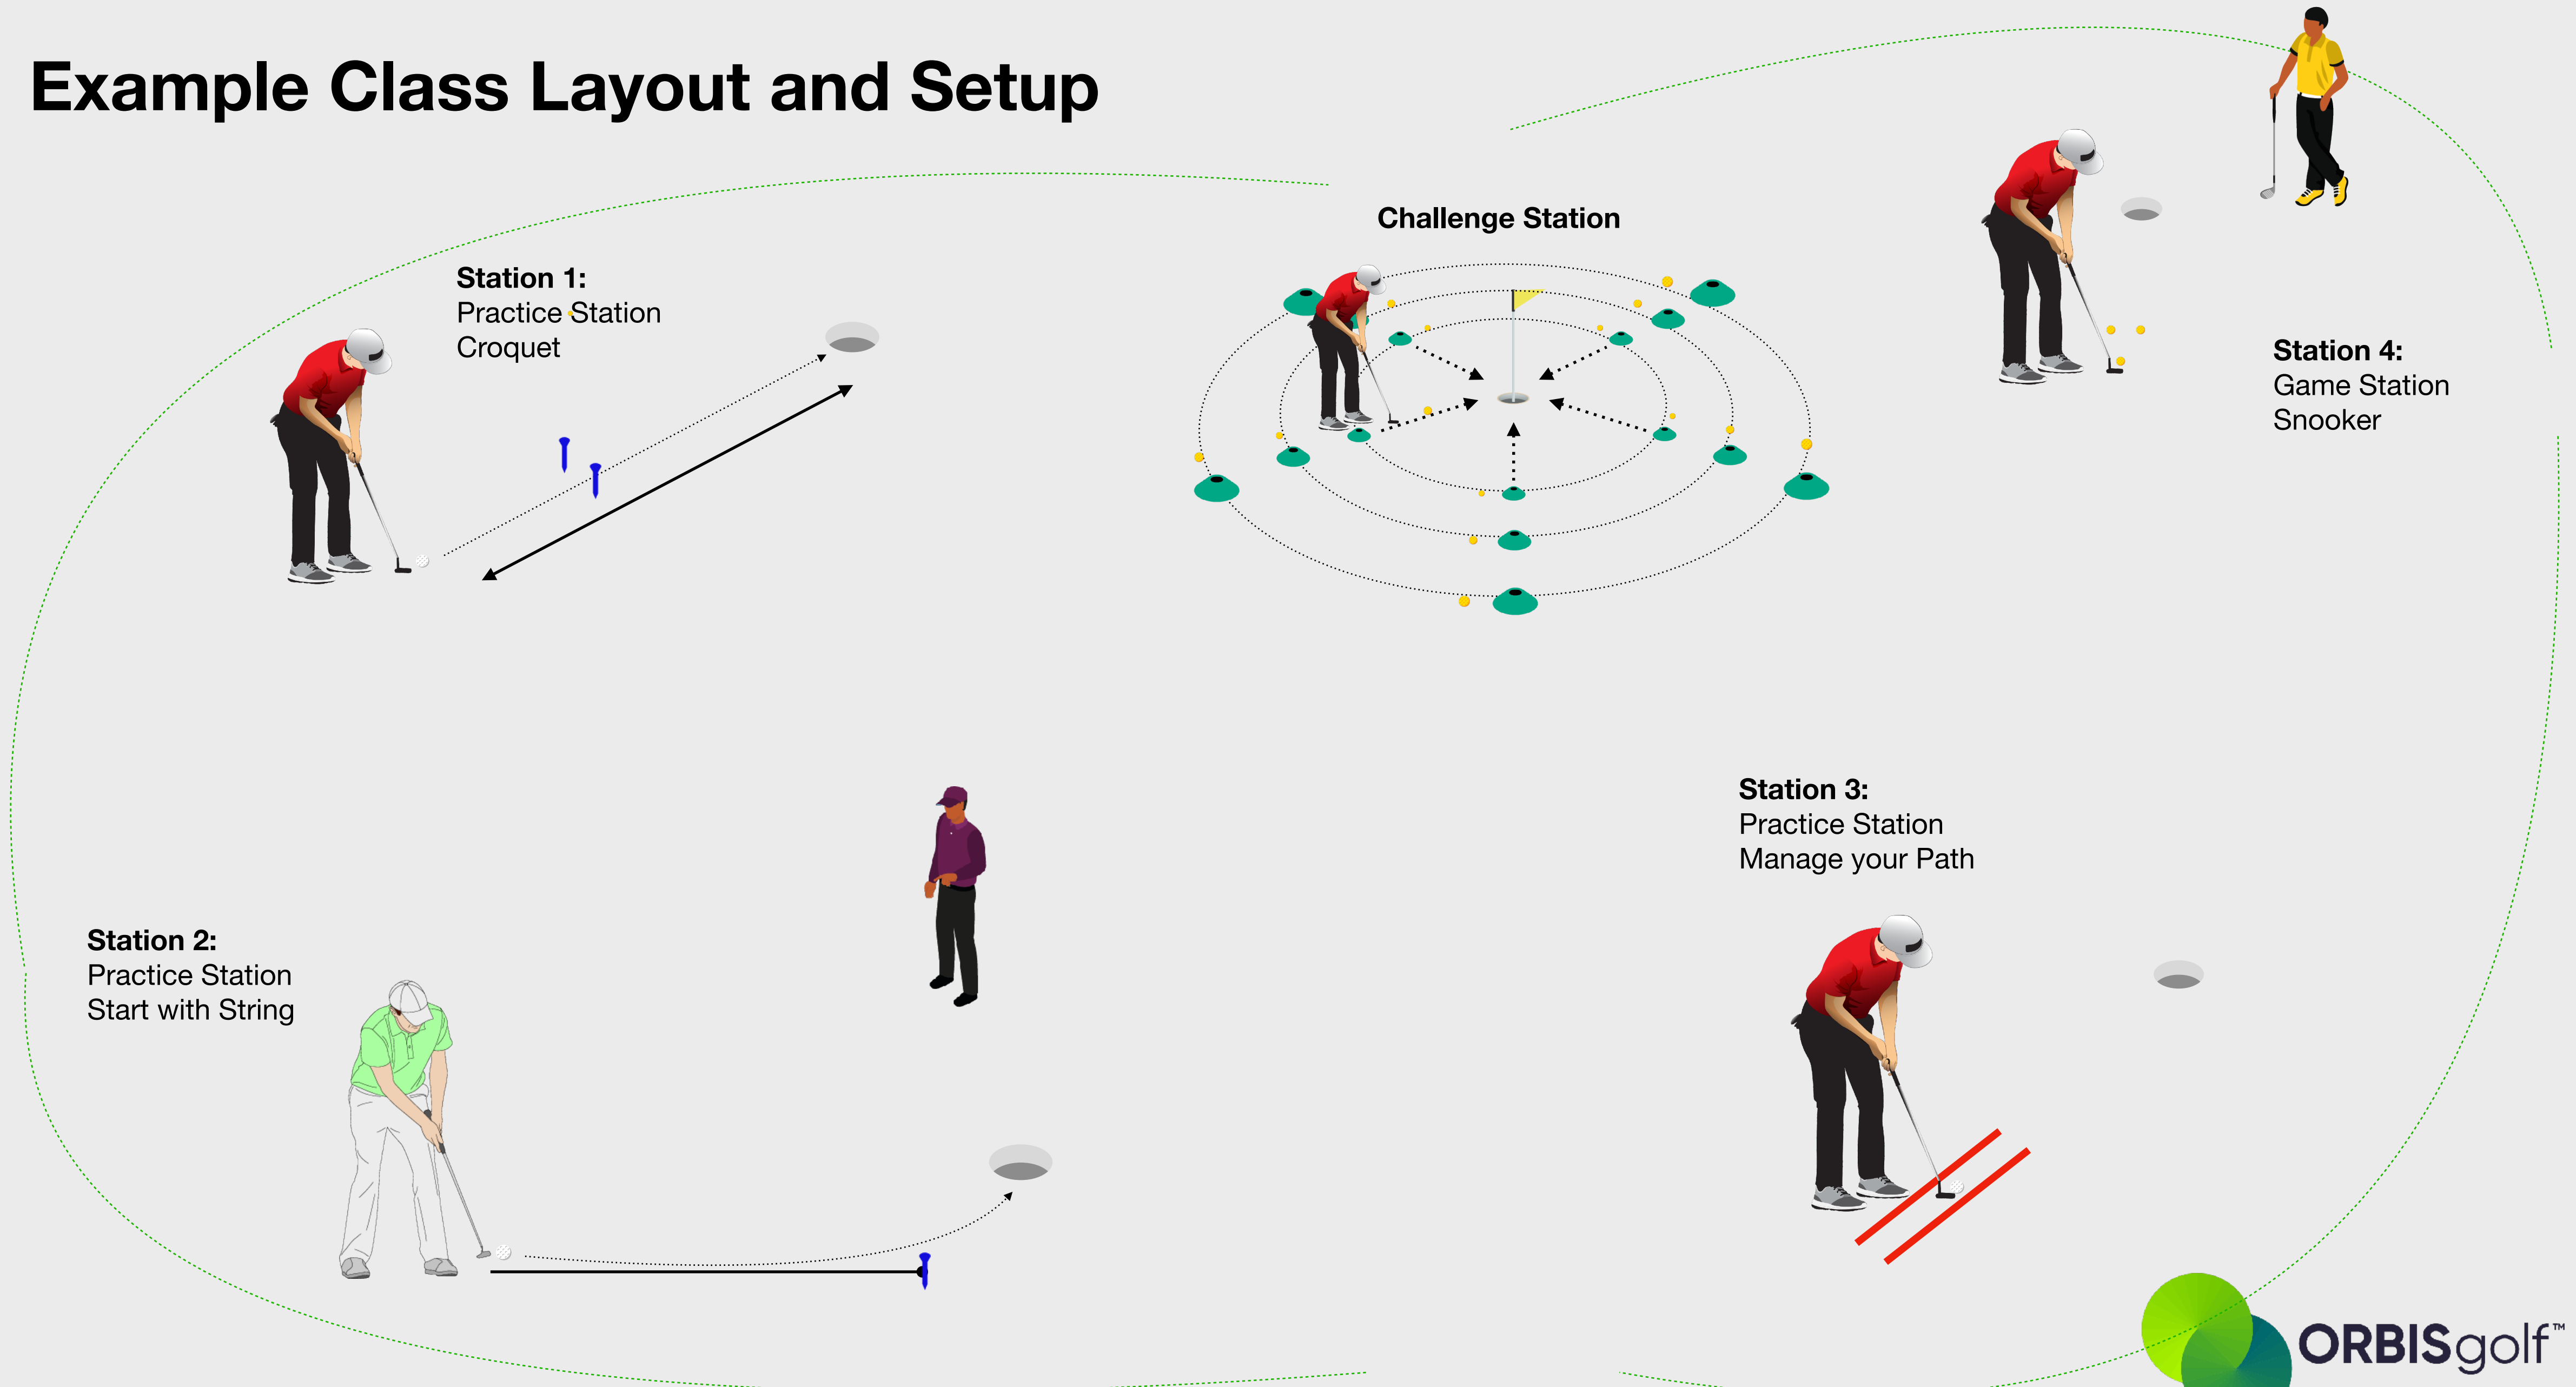 Example Class Layout and Setup
Challenge Station
Station 1:
Practice Station
Croquet
Station 4:
Game Station
Snooker
Station 3:
Practice Station
Manage your Path
Station 2:
Practice Station
Start with String
ORBISgolf™